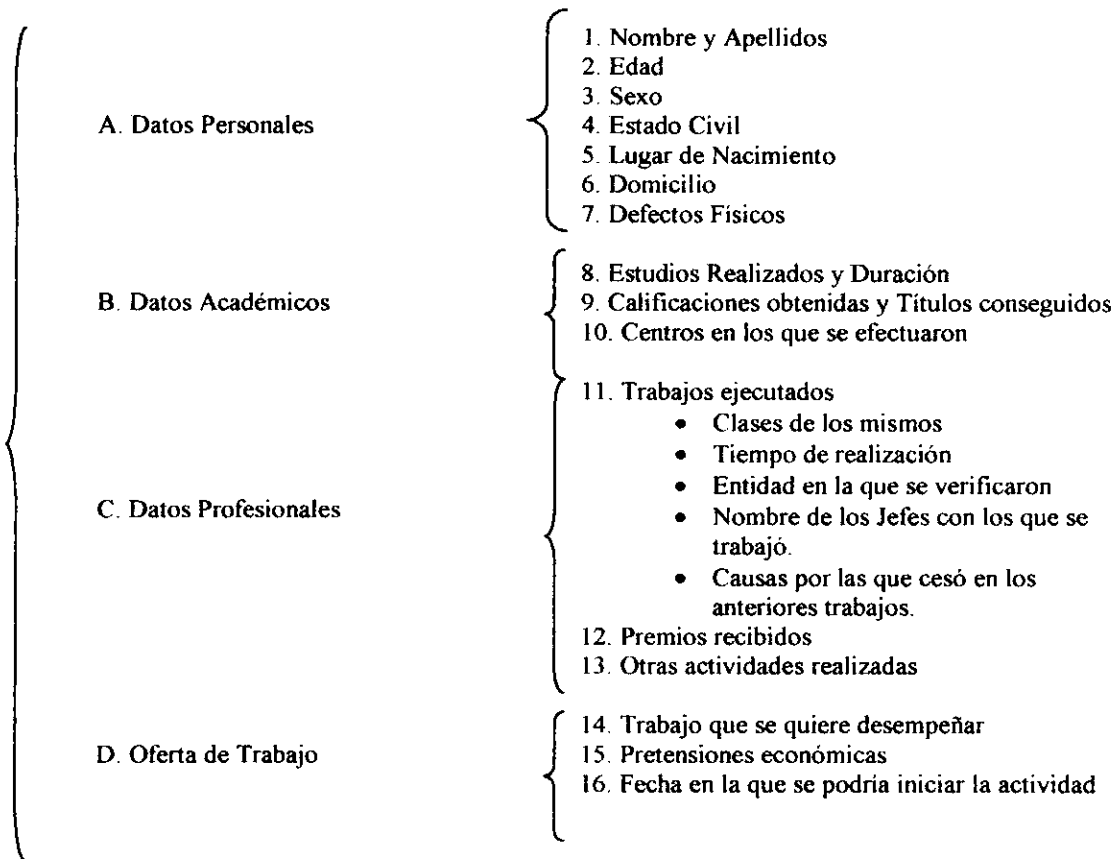 A. Datos Personales
1. Nombre y Apellidos
2. Edad
3. Sexo
4. Estado Civil
5. Lugar de Nacimiento
6. Domicilio
7. Defectos Físicos
B. Datos Académicos
8. Estudios Realizados y Duración
9. Calificaciones obtenidas y Títulos conseguidos
10. Centros en los que se efectuaron
C. Datos Profesionales
11. Trabajos ejecutados
• Clases de los mismos
• Tiempo de realización
• Entidad en la que se verificaron
• Nombre de los Jefes con los que se
trabajó.
• Causas por las que cesó en los
anteriores trabajos.
12. Premios recibidos
13. Otras actividades realizadas
D. Oferta de Trabajo
14. Trabajo que se quiere desempeñar
15. Pretensiones económicas
16. Fecha en la que se podría iniciar la actividad